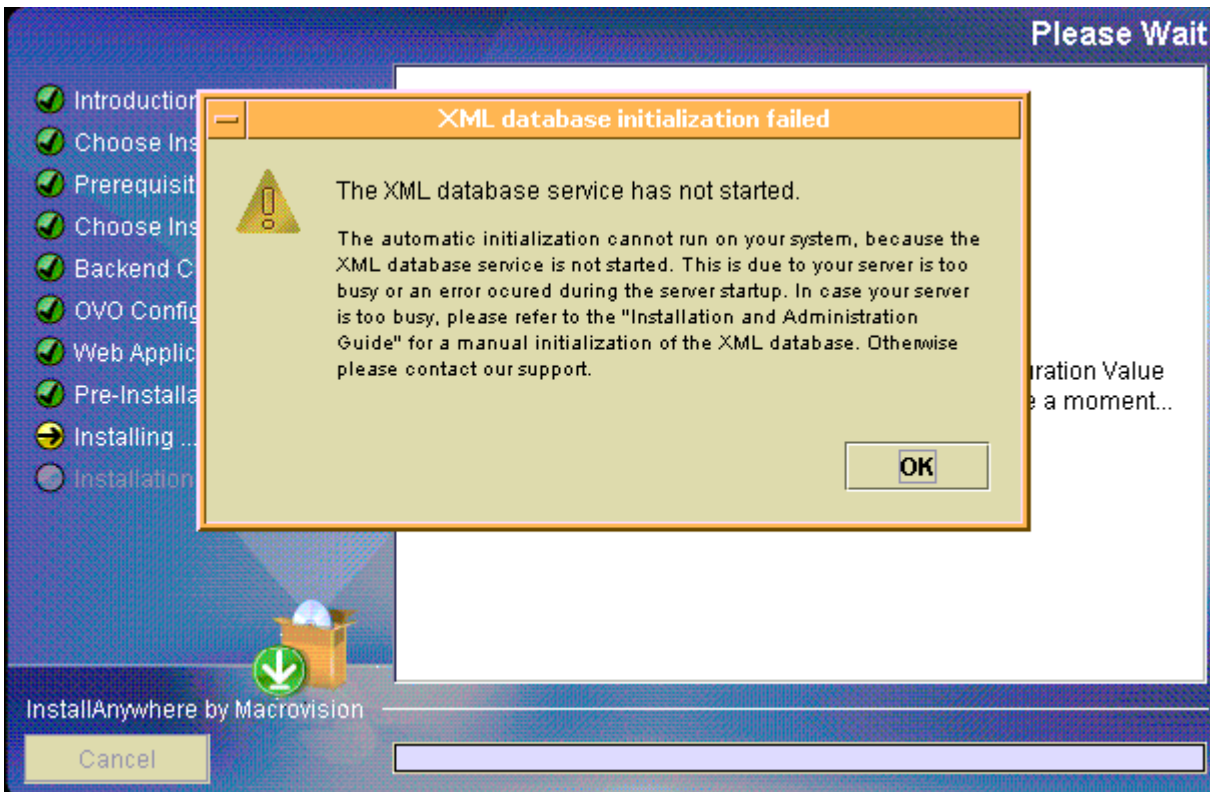 Please Wait
Introduction
Choose Ins
Prerequisit
Choose Ins
Backend C
OVO Config
Web Applic
Pre-Installa
Installing ...
Installation
XML database initialization failed
The XML database service has not started.
The automatic initialization cannot run on your system, because the
XML database service is not started. This is due to your server is too
busy or an error ocured during the server startup. In case your server
is too busy, please refer to the "Installation and Administration
Guide" for a manual initialization of the XML database. Otherwise
please contact our support.
OK
uration Value
e a moment...
InstallAnywhere by Macrovision
Cancel